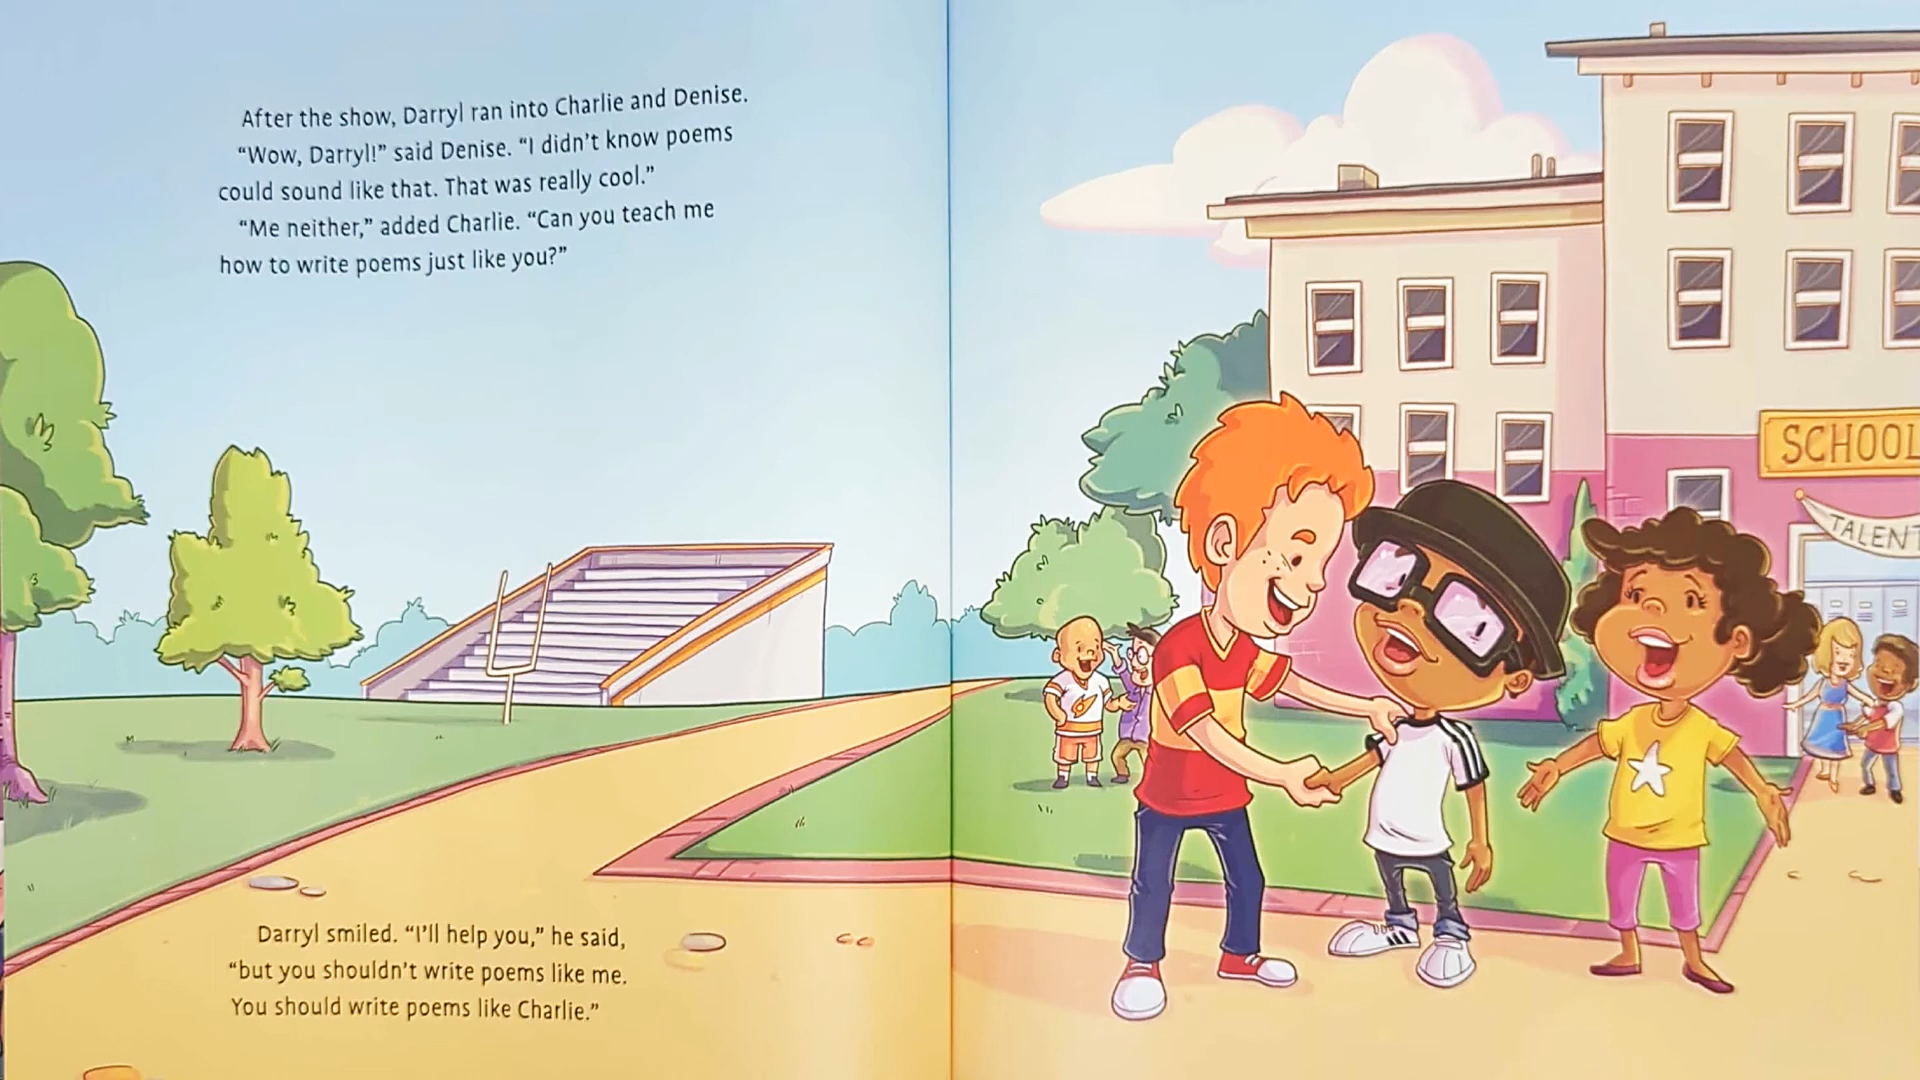 After the show, Darryl ran into Charlie and Denise.
“Wow, Darryl!” said Denise. “I didn’t know poems
could sound like that. That was really cool.”
“Me neither,” added Charlie. “Can you teach me
how to write poems just like you?”
Darryl smiled. “I’ll help you,” he said,
“but you shouldn’t write poems like me.
You should write poems like Charlie.”
SCHOOL
TALENT